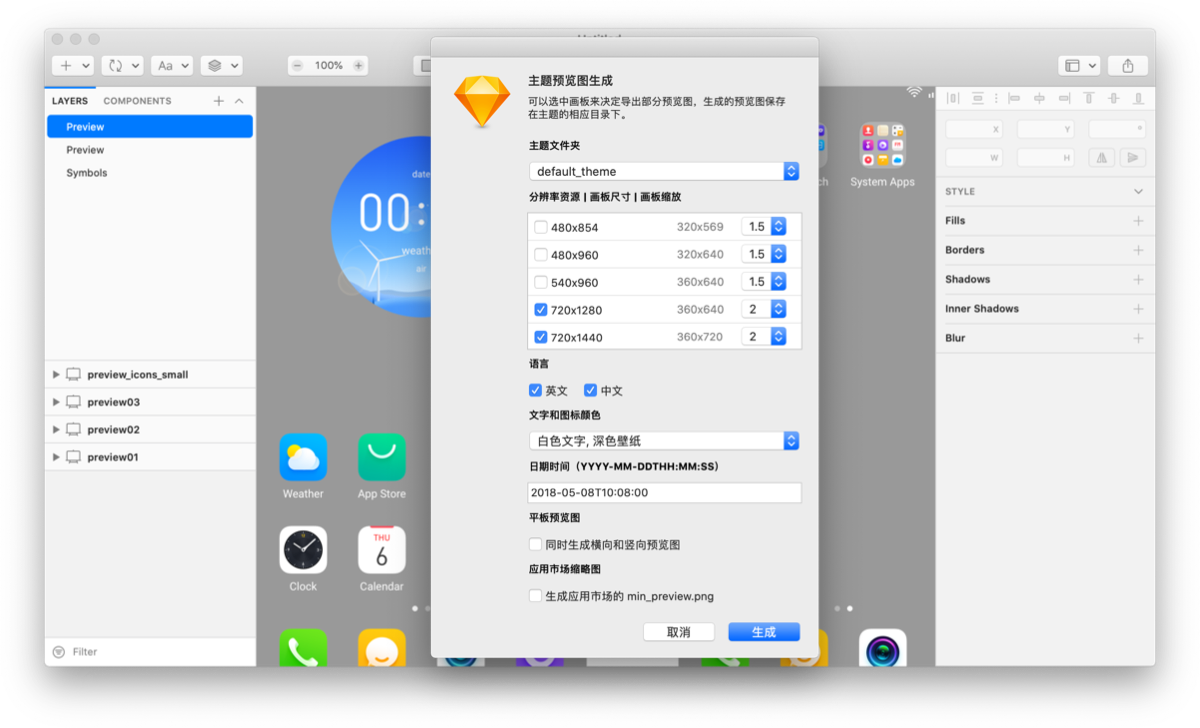 100%
Aa
LAYERS COMPONENTS
Preview
Preview
Symbols
preview_icons_small
preview03
preview02
preview01
Filter
date
00:
weath
air
Weather
App Store
Clock
THU
6
Calendar
主题预览图生成
可以选中画板来决定导出部分预览图，生成的预览图保存
在主题的相应目录下。
主题文件夹
default_theme
分辨率资源 | 画板尺寸 | 画板缩放
480x854 320x569 1.5
480x960 320x640 1.5
540x960 360x640 1.5
720x1280 360x640 2
720x1440 360x720 2
语言
英文 中文
文字和图标颜色
白色文字, 深色壁纸
日期时间（YYYY-MM-DDTHH:MM:SS）
2018-05-08T10:08:00
平板预览图
同时生成横向和竖向预览图
应用市场缩略图
生成应用市场的 min_preview.png
取消 生成
ch
System Apps
X Y °
W H
STYLE
Fills
Borders
Shadows
Inner Shadows
Blur